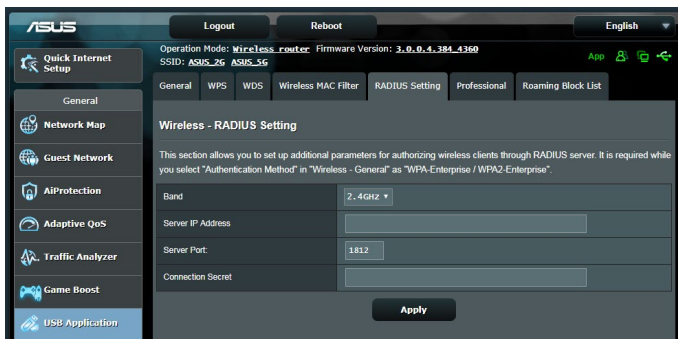 ASUS
Logout
Reboot
English
Quick Internet
Setup
General
Network Map
Guest Network
AiProtection
Adaptive QoS
Traffic Analyzer
Game Boost
USB Application
Operation Mode: Wireless router Firmware Version: 3.0.0.4.384_4360
SSID: ASUS_2G ASUS_5G
App
General WPS WDS Wireless MAC Filter RADIUS Setting Professional Roaming Block List
Wireless - RADIUS Setting
This section allows you to set up additional parameters for authorizing wireless clients through RADIUS server. It is required while
you select "Authentication Method" in "Wireless - General" as "WPA-Enterprise / WPA2-Enterprise".
Band 2.4GHz
Server IP Address
Server Port: 1812
Connection Secret
Apply